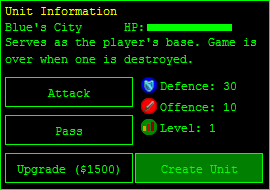 Unit Information
Blue's City HP:
Serves as the player's base. Game is
over when one is destroyed.
Attack
Defence: 30
Offence: 10
Pass
Level: 1
Upgrade ($1500)
Create Unit